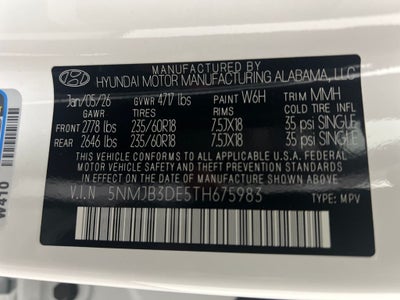 MANUFACTURED BY
HYUNDAI MOTOR MANUFACTURING ALABAMA, LLC
Jan/05/26 GVWR 4717 lbs PAINT W6H TRIM MMH
GAWR TIRES RIMS COLD TIRE INFL
FRONT 2778 lbs 235/60R18 7.5JX18 35 psi SINGLE
REAR 2646 lbs 235/60R18 7.5JX18 35 psi SINGLE
THIS VEHICLE CONFORMS TO ALL APPLICABLE U.S FEDERAL
MOTOR VEHICLE SAFETY AND THEFT PREVENTION STANDARDS
IN EFFECT ON THE DATE OF MANUFACTURE SHOWN ABOVE.
V.I.N 5NMJB3DE5TH675983 TYPE: MPV
W410